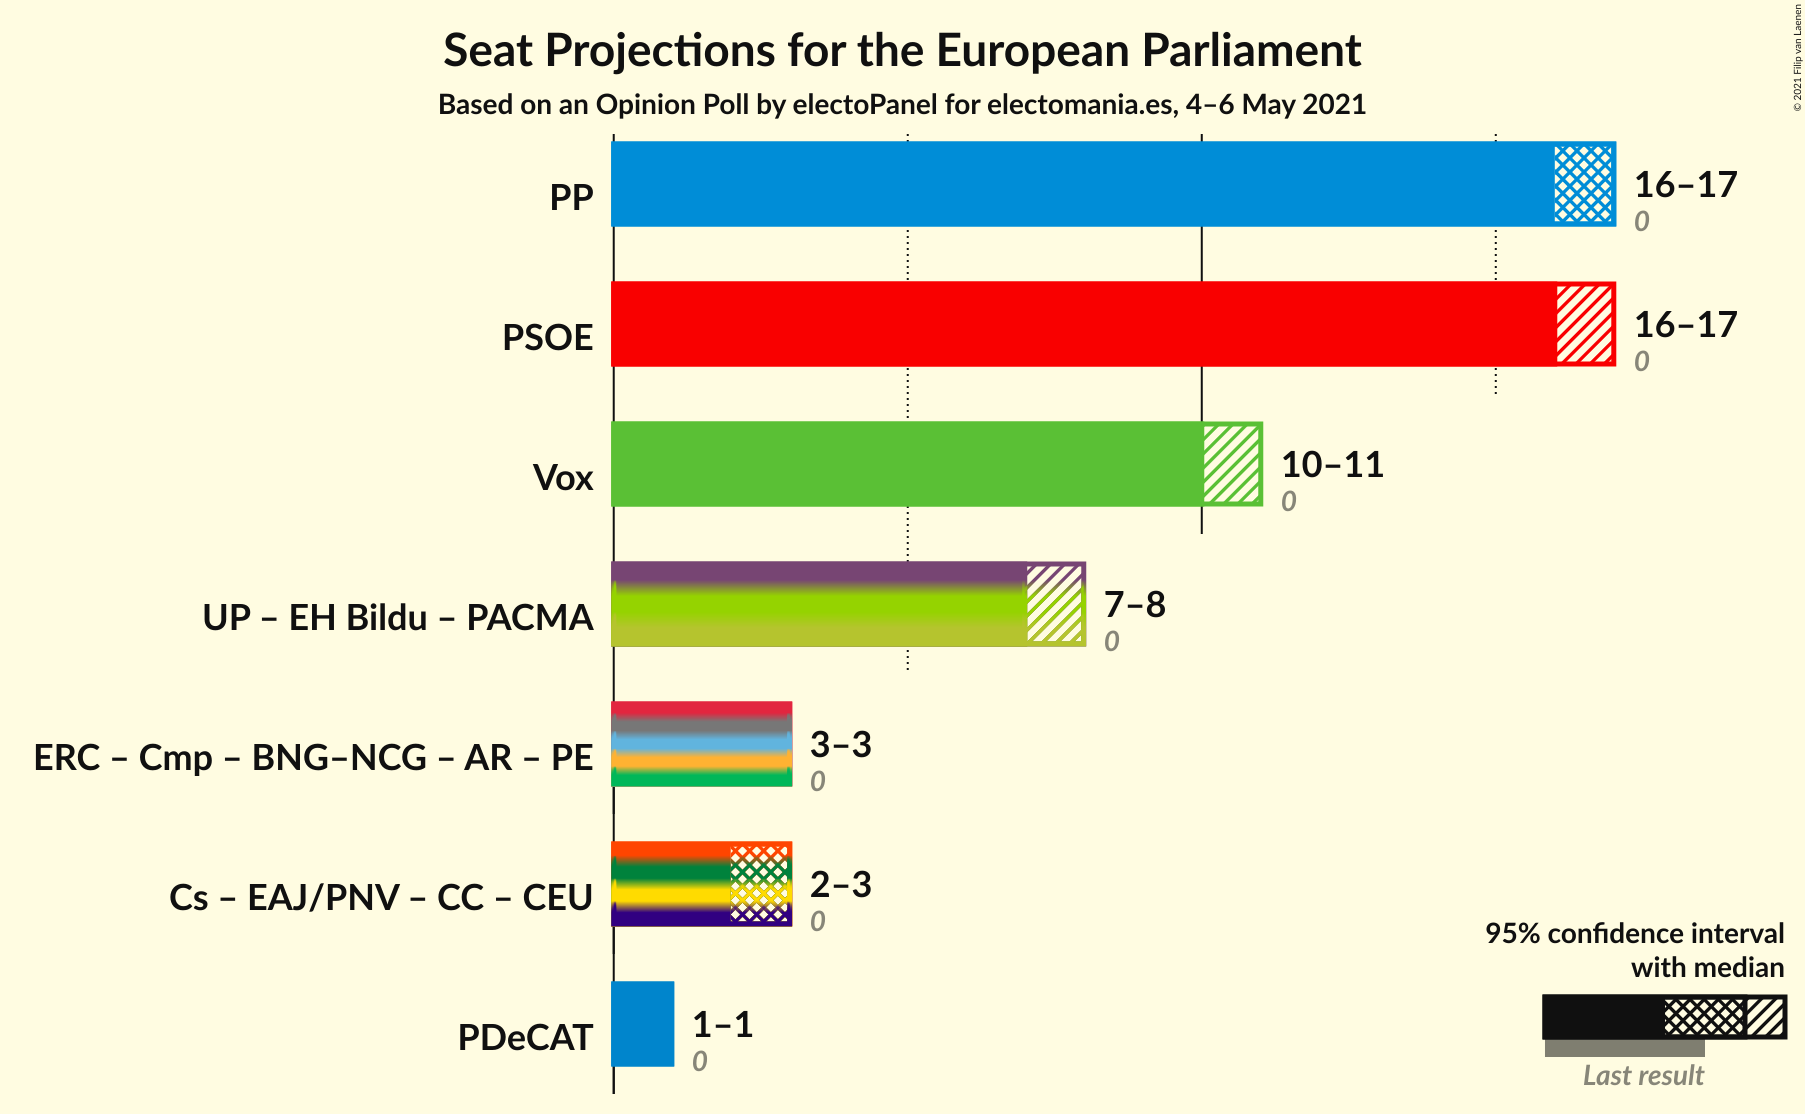 Seat Projections for the European Parliament
Based on an Opinion Poll by electoPanel for electomania.es, 4–6 May 2021
© 2021 Filip van Laenen
PP
16–17
0
PSOE
16–17
0
Vox
10–11
0
UP – EH Bildu – PACMA
7–8
0
ERC – Cmp – BNG–NCG – AR – PE
3–3
0
Cs – EAJ/PNV – CC – CEU
2–3
0
PDeCAT
1–1
0
95% confidence interval
with median
Last result